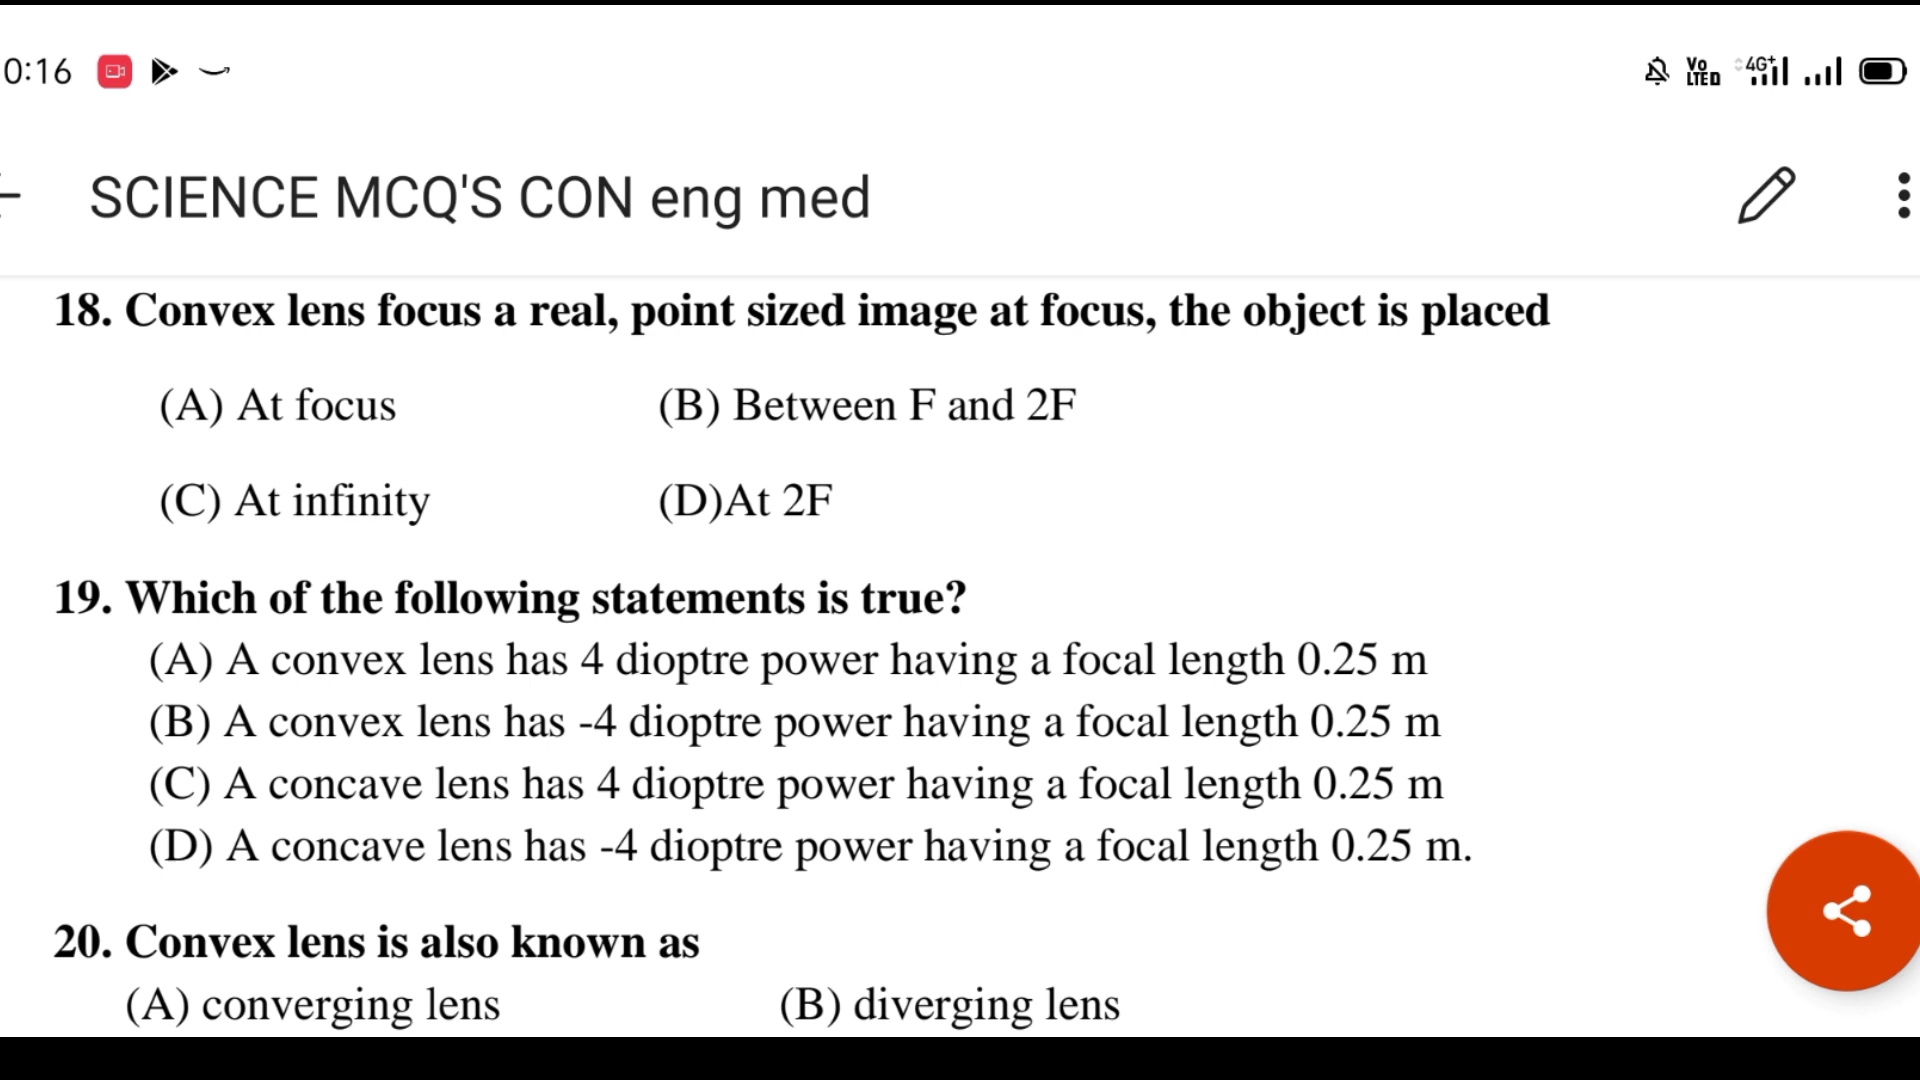 0:16 Vo LTED 4G+
SCIENCE MCQ'S CON eng med
18. Convex lens focus a real, point sized image at focus, the object is placed
(A) At focus (B) Between F and 2F
(C) At infinity (D)At 2F
19. Which of the following statements is true?
(A) A convex lens has 4 dioptre power having a focal length 0.25 m
(B) A convex lens has -4 dioptre power having a focal length 0.25 m
(C) A concave lens has 4 dioptre power having a focal length 0.25 m
(D) A concave lens has -4 dioptre power having a focal length 0.25 m.
20. Convex lens is also known as
(A) converging lens (B) diverging lens